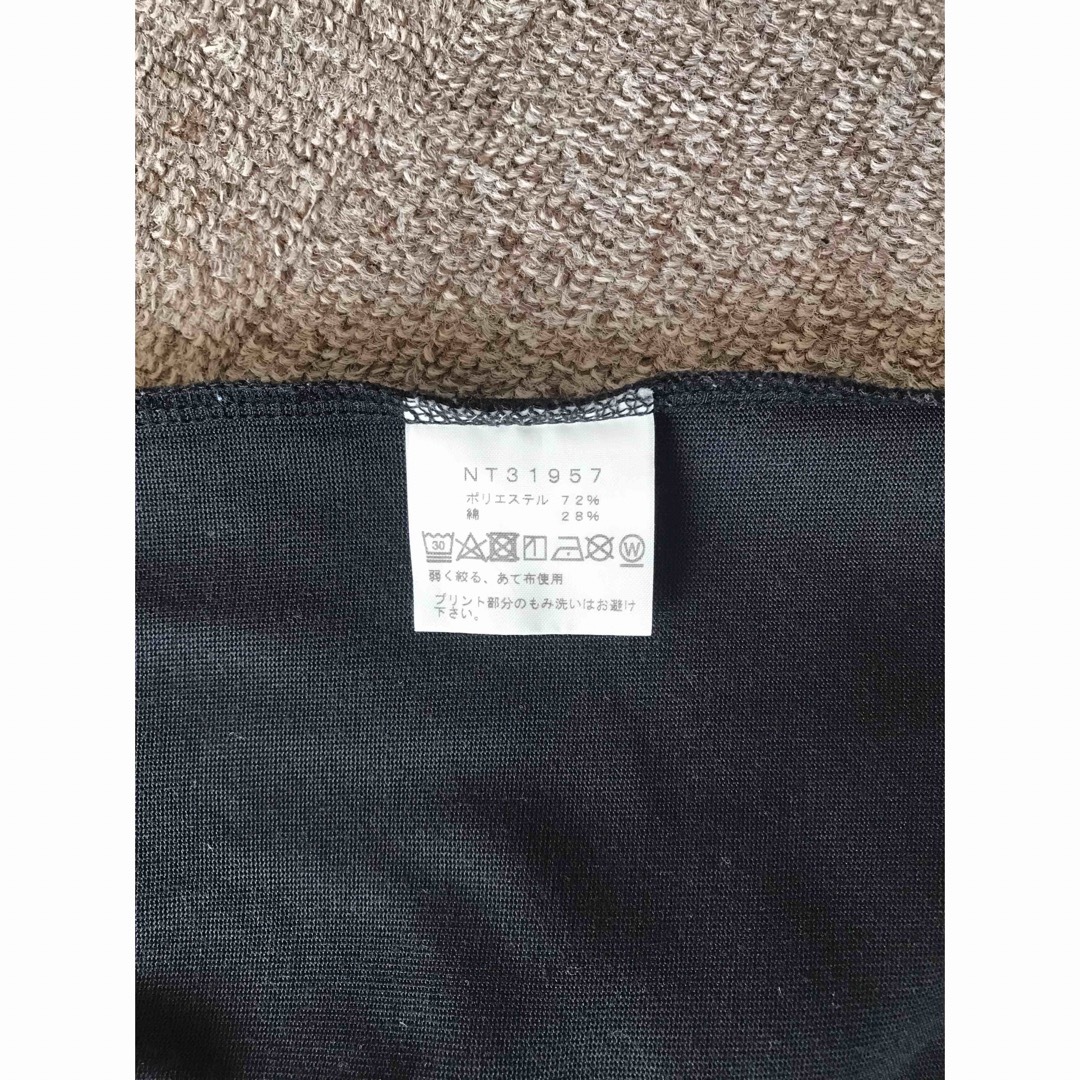 NT31957
ポリエステル 72%
綿 28%
30 W
弱く絞る、あて布使用
プリント部分のもみ洗いはお避け
下さい。